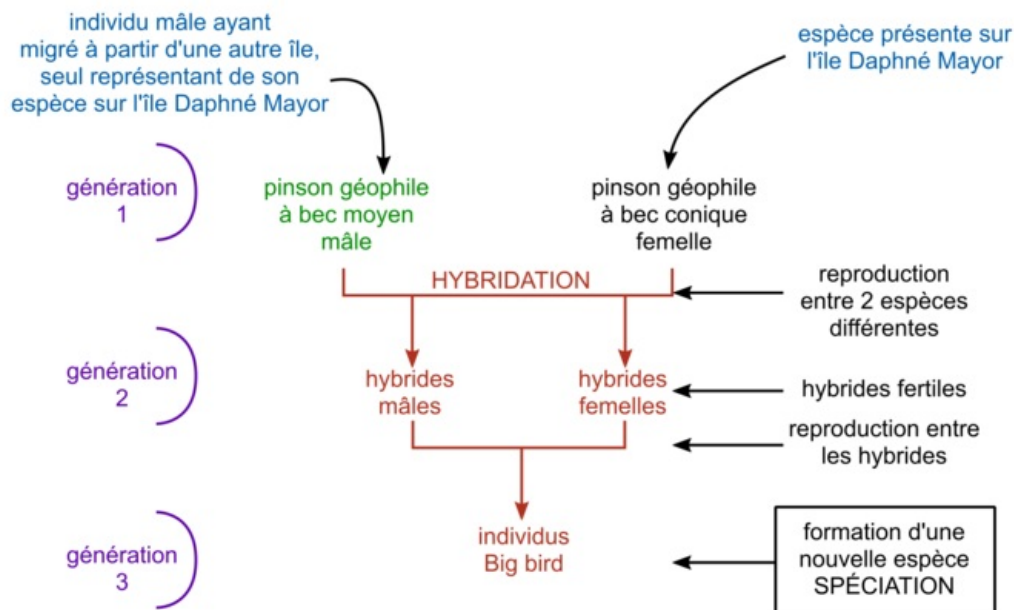 individu mâle ayant
migré à partir d'une autre île,
seul représentant de son
espèce sur l'île Daphné Mayor
espèce présente sur
l'île Daphné Mayor
génération
1
pinson géophile
à bec moyen
mâle
pinson géophile
à bec conique
femelle
HYBRIDATION
reproduction
entre 2 espèces
différentes
génération
2
hybrides
mâles
hybrides
femelles
hybrides fertiles
reproduction entre
les hybrides
génération
3
individus
Big bird
formation d'une
nouvelle espèce
SPÉCIATION